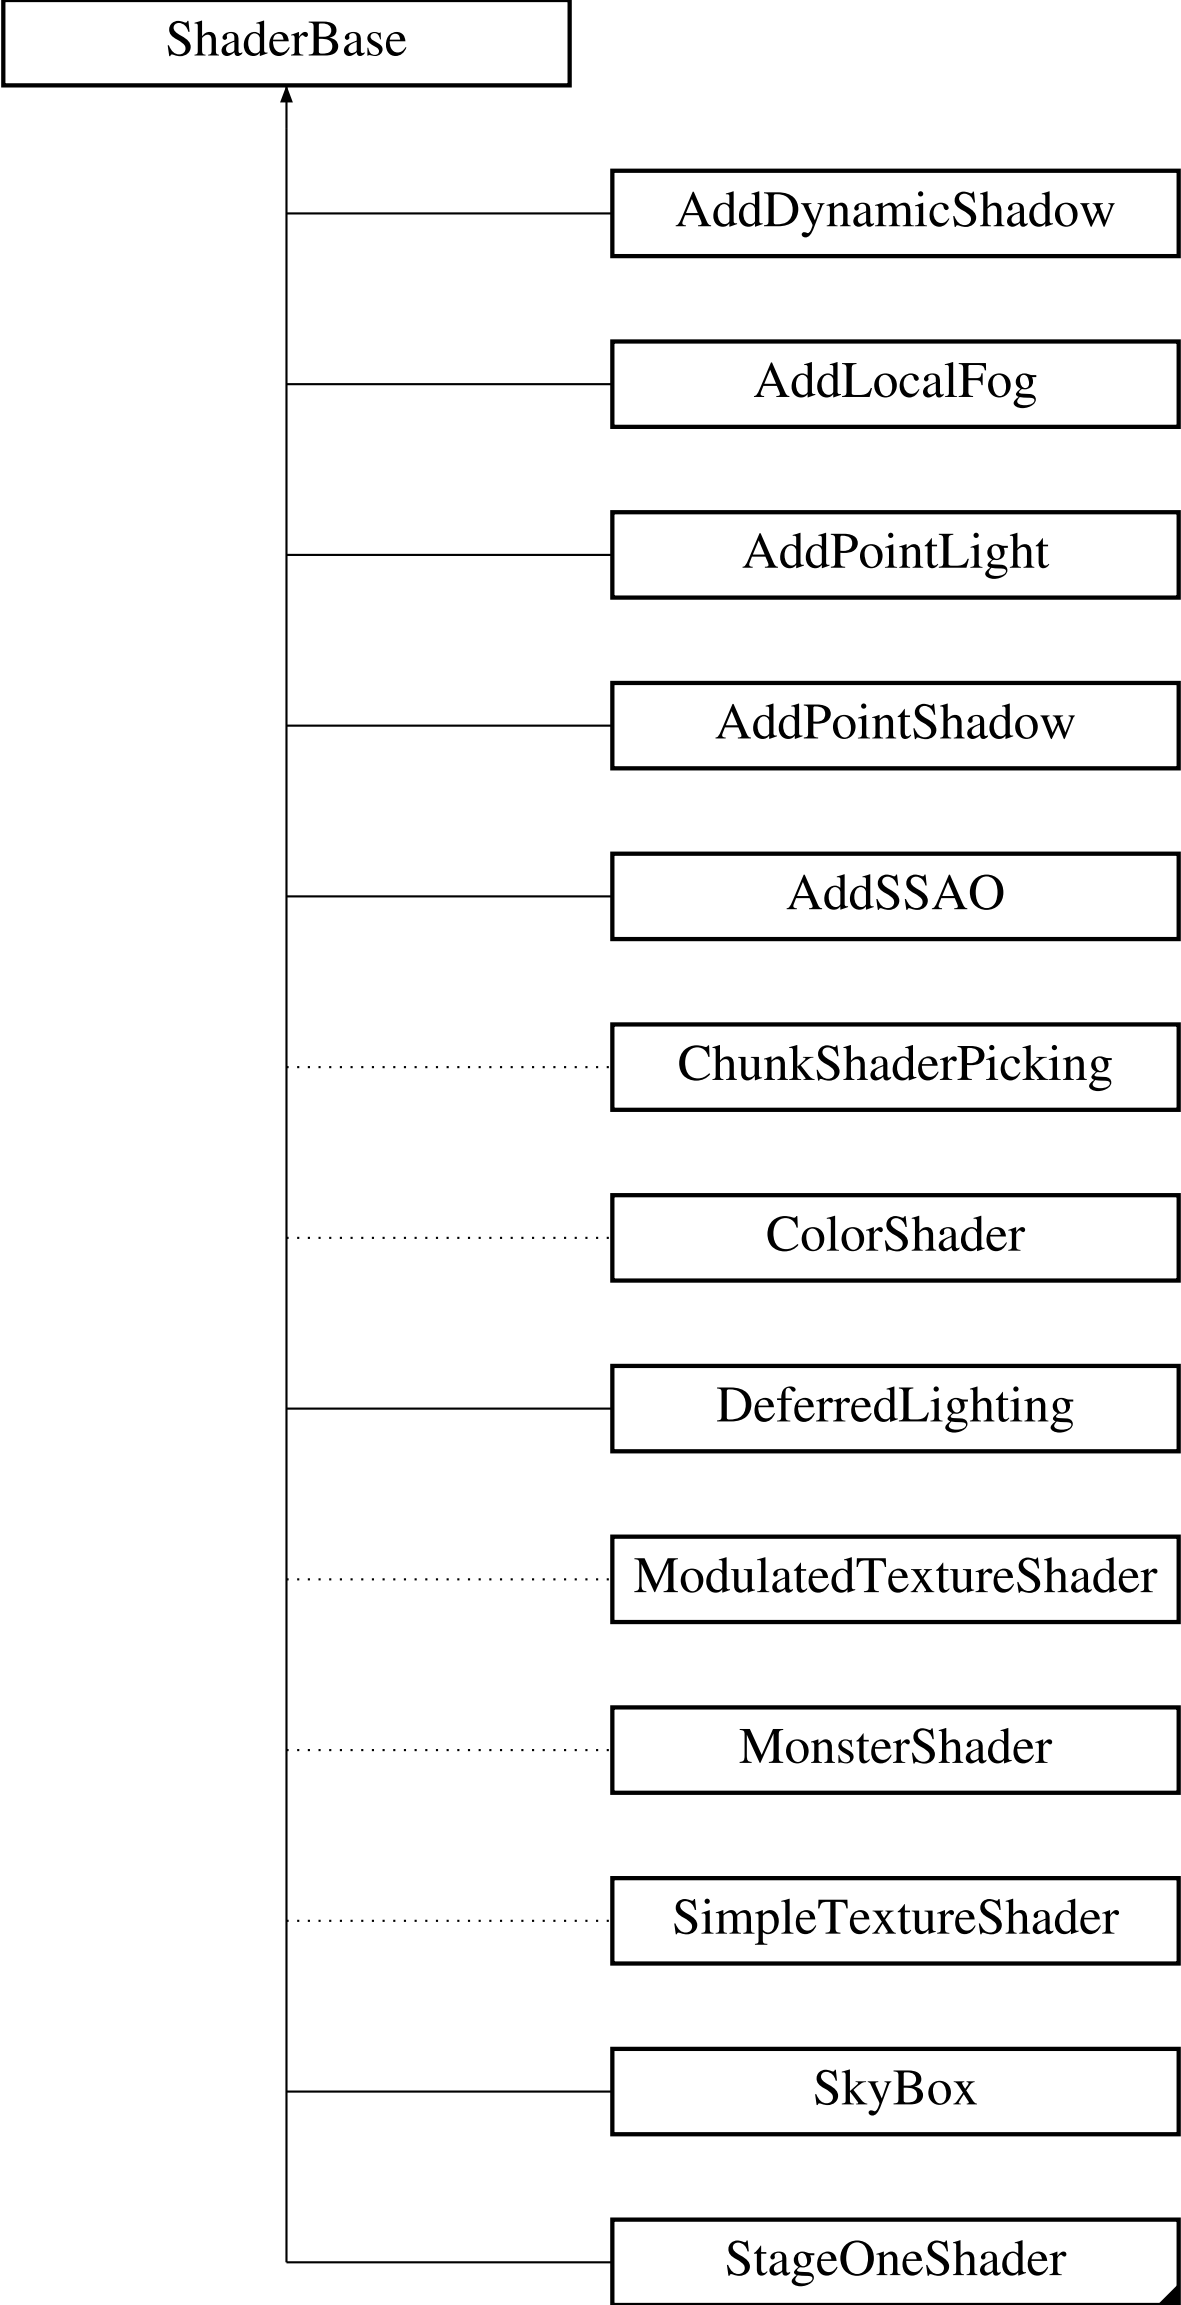 ShaderBase
AddDynamicShadow
AddLocalFog
AddPointLight
AddPointShadow
AddSSAO
ChunkShaderPicking
ColorShader
DeferredLighting
ModulatedTextureShader
MonsterShader
SimpleTextureShader
SkyBox
StageOneShader